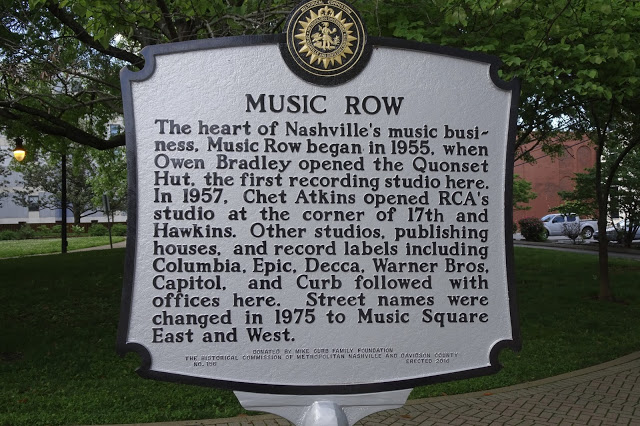 MUSIC ROW
The heart of Nashville's music busi-
ness, Music Row began in 1955, when
Owen Bradley opened the Quonset
Hut, the first recording studio here.
In 1957, Chet Atkins opened RCA's
studio at the corner of 17th and
Hawkins. Other studios, publishing
houses, and record labels including
Columbia, Epic, Decca, Warner Bros,
Capitol, and Curb followed with
offices here. Street names were
changed in 1975 to Music Square
East and West.
DONATED BY MIKE CURB FAMILY FOUNDATION
THE HISTORICAL COMMISSION OF METROPOLITAN NASHVILLE AND DAVIDSON COUNTY
NO. 156 ERECTED 2016